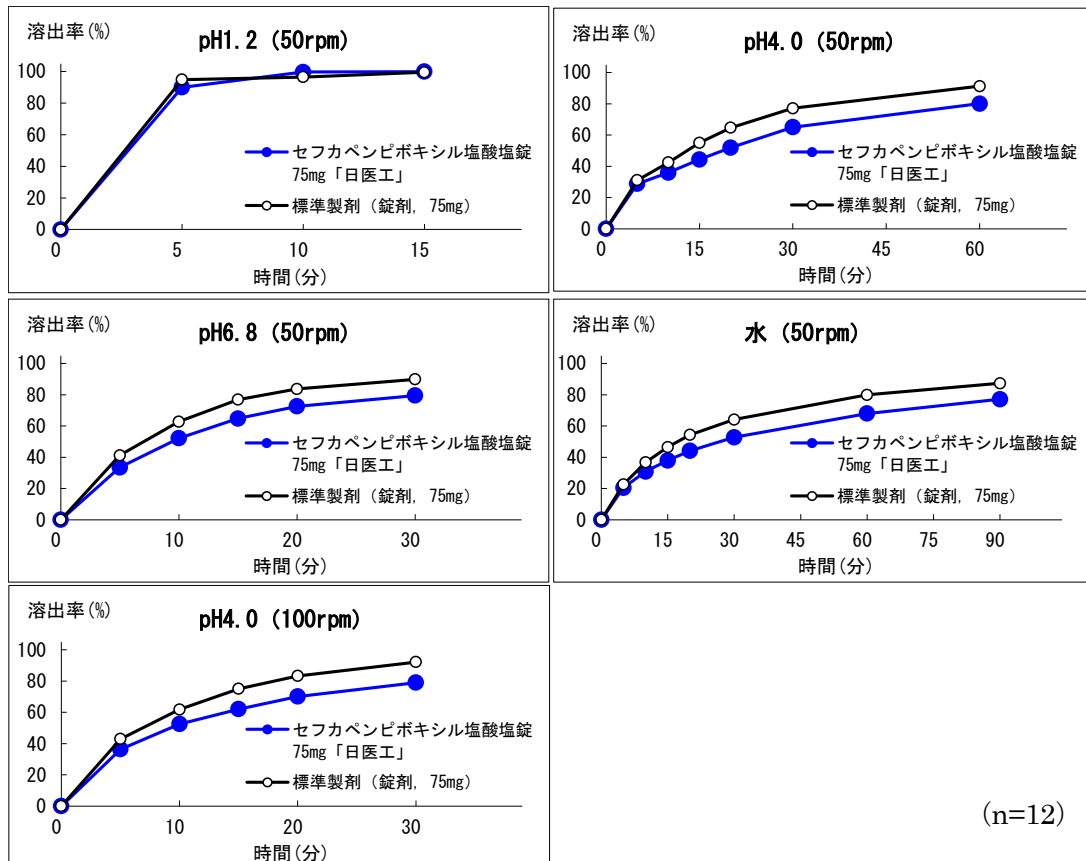 溶出率(%)
pH1.2 (50rpm)
100
80
60
40
20
0
セフカペンピボキシル塩酸塩錠
75mg「日医工」
標準製剤(錠剤, 75mg)
0 5 10 15
時間(分)
溶出率(%)
pH4.0 (50rpm)
100
80
60
40
20
0
セフカペンピボキシル塩酸塩錠
75mg「日医工」
標準製剤(錠剤, 75mg)
0 15 30 45 60
時間(分)
溶出率(%)
pH6.8 (50rpm)
100
80
60
40
20
0
セフカペンピボキシル塩酸塩錠
75mg「日医工」
標準製剤(錠剤, 75mg)
0 10 20 30
時間(分)
溶出率(%)
水 (50rpm)
100
80
60
40
20
0
セフカペンピボキシル塩酸塩錠
75mg「日医工」
標準製剤(錠剤, 75mg)
0 15 30 45 60 75 90
時間(分)
溶出率(%)
pH4.0 (100rpm)
100
80
60
40
20
0
セフカペンピボキシル塩酸塩錠
75mg「日医工」
標準製剤(錠剤, 75mg)
0 10 20 30
時間(分)
(n=12)